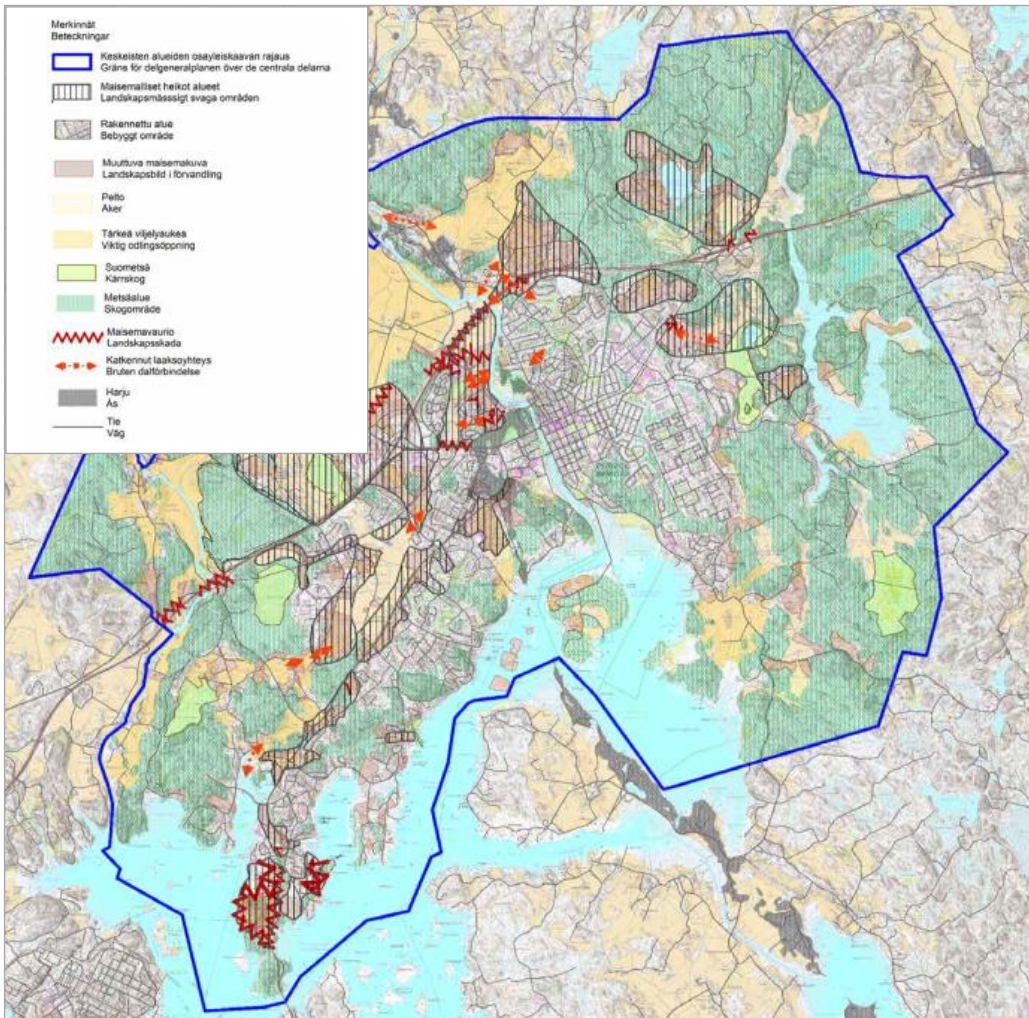 Merkinnät
Beteckningar
Keskeisten alueiden osayleiskaavan rajaus
Gräns för delgeneralplanen över de centrala delarna
Maisemalliset heikot alueet
Landskapsmässsigt svaga områden
Rakennettu alue
Bebyggt område
Muuttuva maisemakuva
Landskapsbild i förvandling
Pelto
Åker
Tärkeä viljelyaukea
Viktig odlingsöppning
Suometsä
Kärrskog
Metsäalue
Skogområde
Maisemavaurio
Landskapsskada
Katkennut laaksoyhteys
Bruten dalförbindelse
Harju
Ås
Tie
Väg